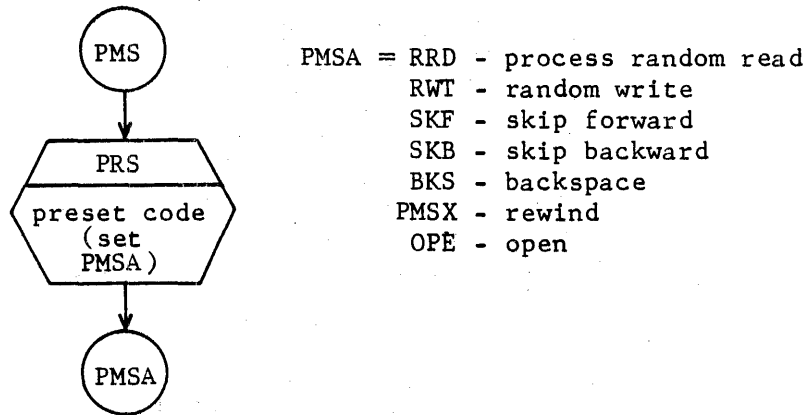 PMS
PRS
preset code
(set
PMSA)
PMSA
PMSA = RRD - process random read
RWT - random write
SKF - skip forward
SKB - skip backward
BKS - backspace
PMSX - rewind
OPE - open